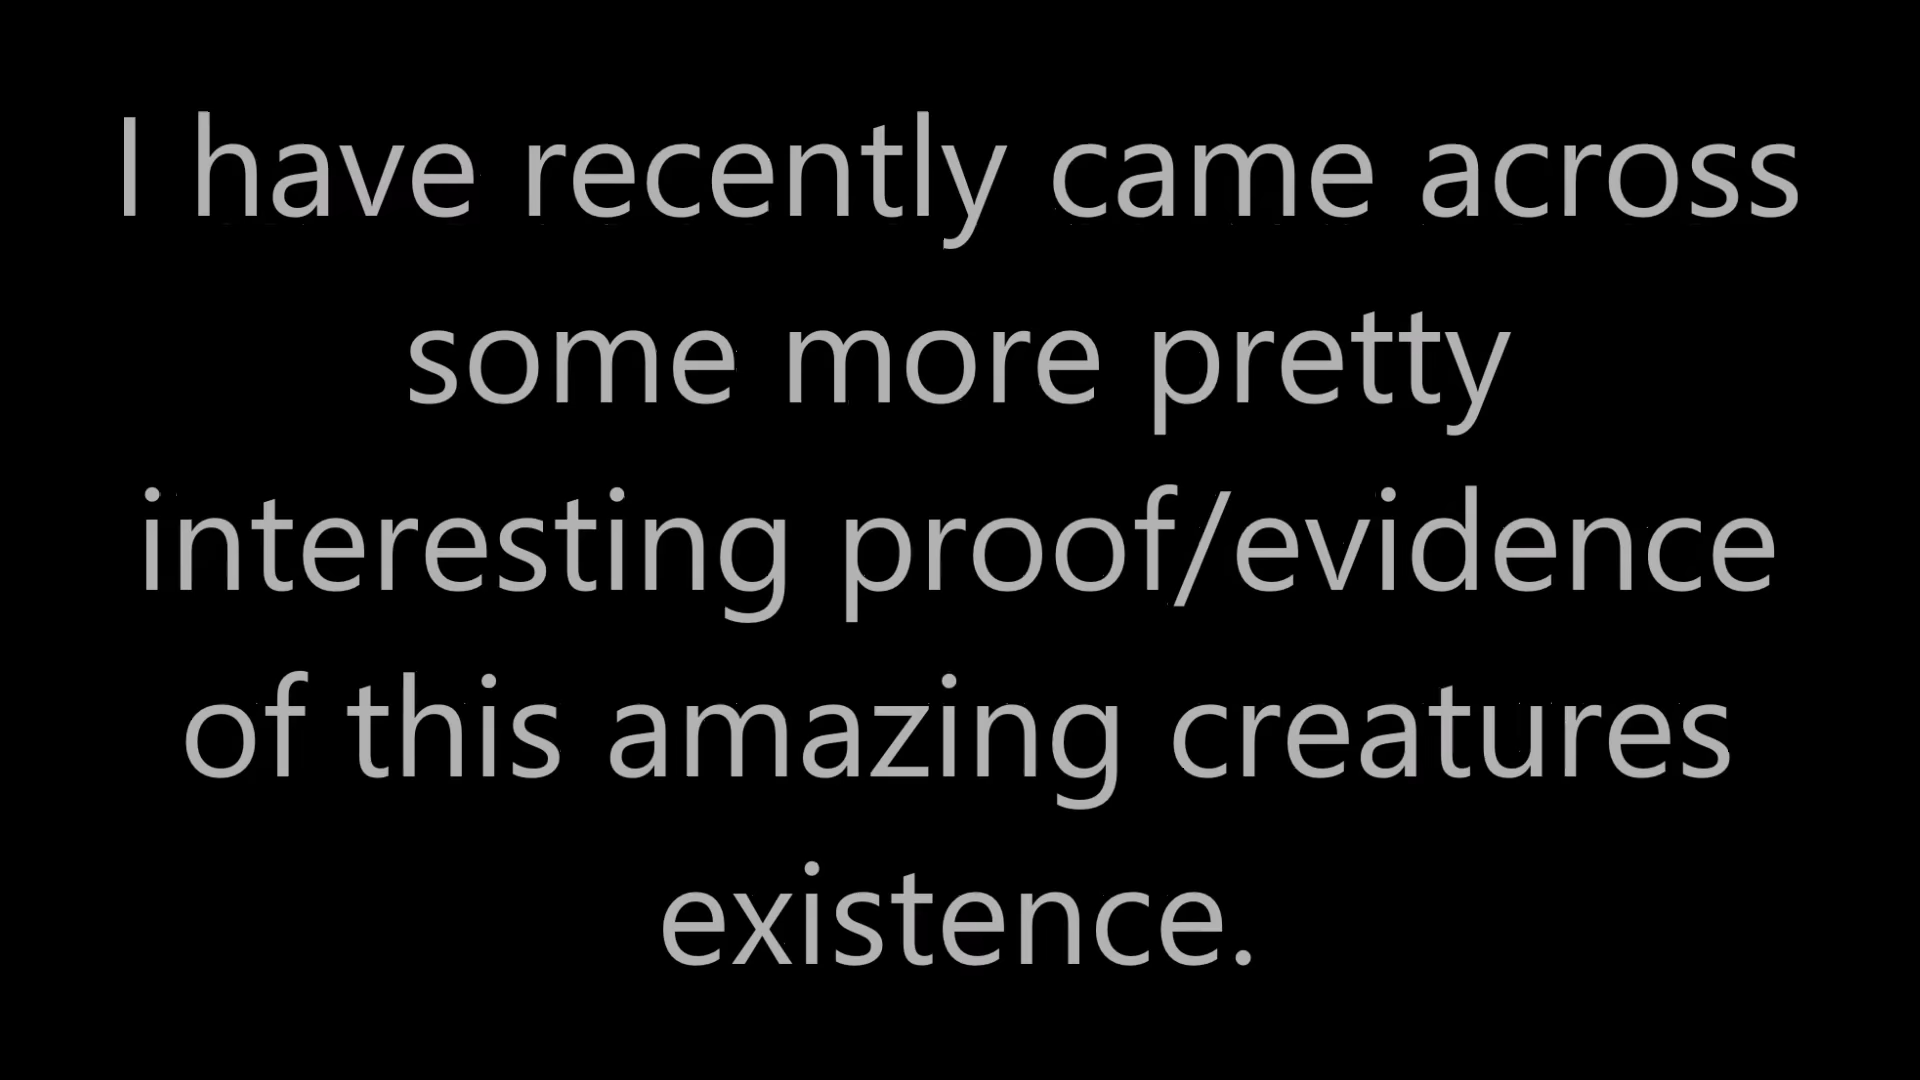 I have recently came across
some more pretty
interesting proof/evidence
of this amazing creatures
existence.